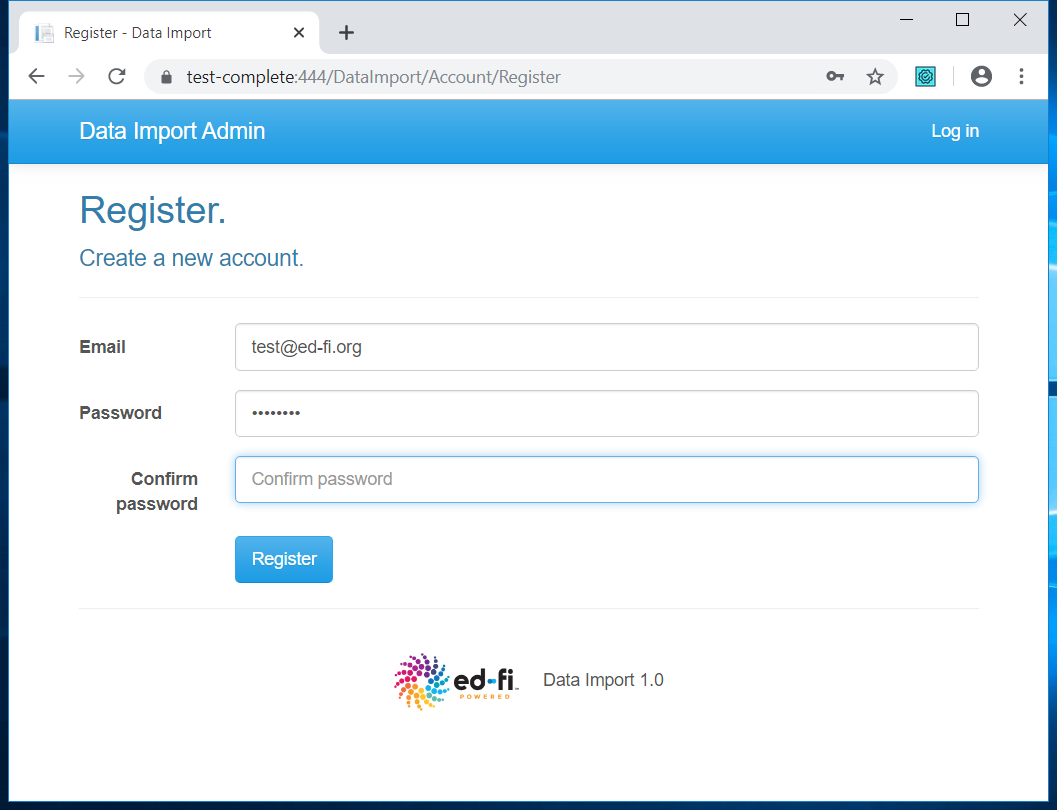 Register - Data Import
test-complete:444/DataImport/Account/Register
Data Import Admin
Log in
Register.
Create a new account.
Email
test@ed-fi.org
Password
••••••••
Confirm
password
Confirm password
Register
ed-fi
POWERED
Data Import 1.0